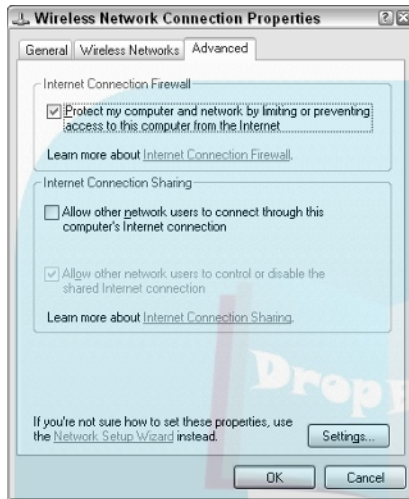 Wireless Network Connection Properties
General Wireless Networks Advanced
Internet Connection Firewall
Protect my computer and network by limiting or preventing
access to this computer from the Internet
Learn more about Internet Connection Firewall.
Internet Connection Sharing
Allow other network users to connect through this
computer's Internet connection
Allow other network users to control or disable the
shared Internet connection
Learn more about Internet Connection Sharing.
Drop
If you're not sure how to set these properties, use
the Network Setup Wizard instead.
Settings...
OK Cancel